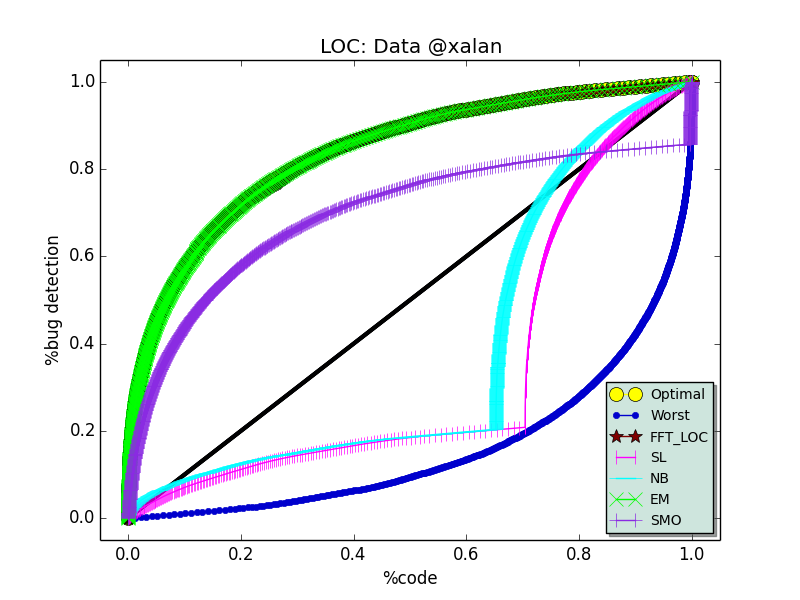 LOC: Data @xalan
1.0
0.8
0.6
0.4
0.2
0.0
%bug detection
0.0 0.2 0.4 0.6 0.8 1.0
%code
Optimal
Worst
FFT_LOC
SL
NB
EM
SMO